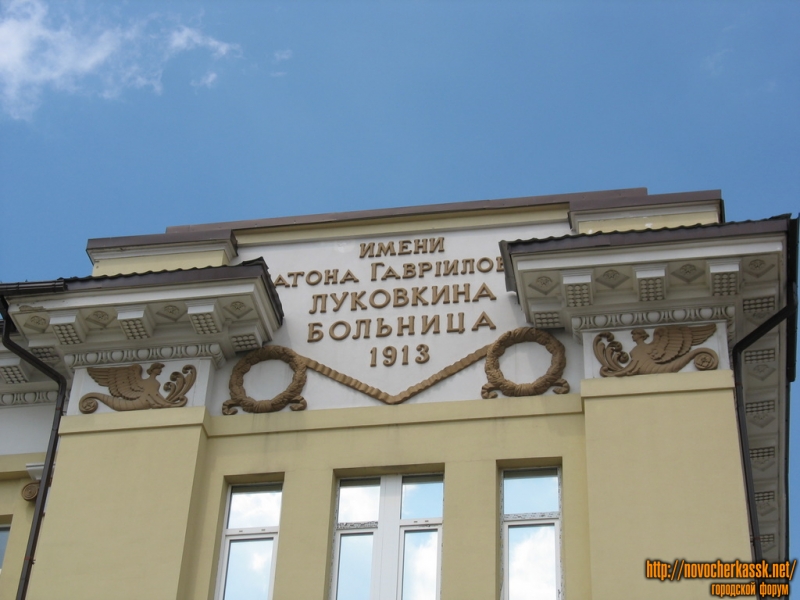 ИМЕНИ
АТОНА ГАВРІИЛОВ
ЛУКОВКИНА
БОЛЬНИЦА
1913
http://novocherkassk.net/
городской форум